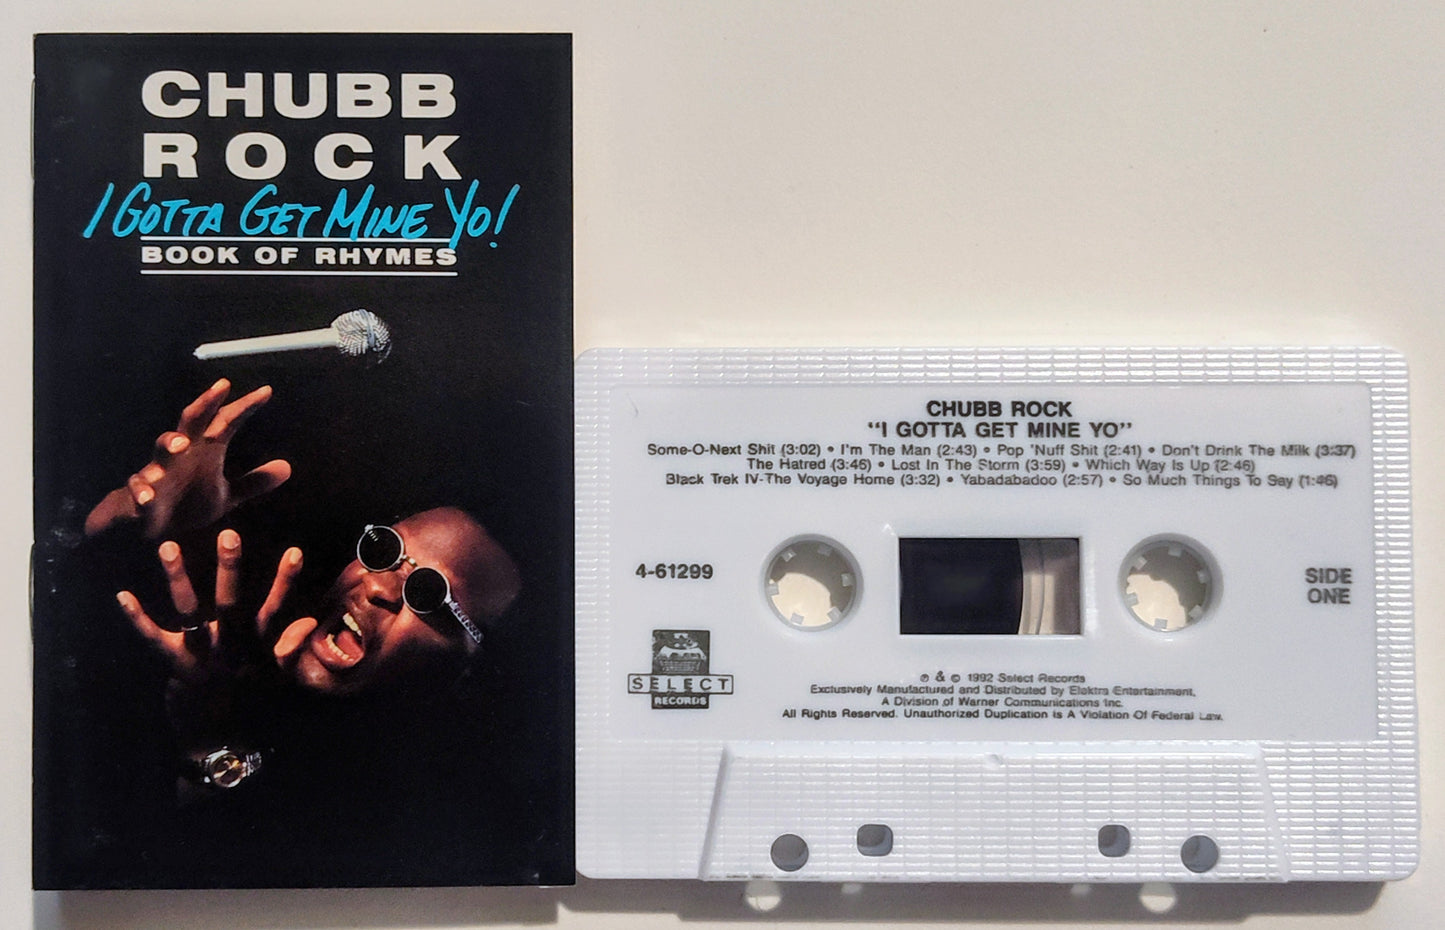 CHUBB
ROCK
I GOTTA GET MINE YO!
BOOK OF RHYMES
CHUBB ROCK
"I GOTTA GET MINE YO"
Some-O-Next Shit (3:02) • I'm The Man (2:43) • Pop 'Nuff Shit (2:41) • Don't Drink The Milk (3:37)
The Hatred (3:46) • Lost In The Storm (3:59) • Which Way Is Up (2:46)
Black Trek IV-The Voyage Home (3:32) • Yabadabadoo (2:57) • So Much Things To Say (1:46)
4-61299
SIDE
ONE
SELECT
RECORDS
℗ & © 1992 Select Records
Exclusively Manufactured and Distributed by Elektra Entertainment,
A Division of Warner Communications Inc.
All Rights Reserved. Unauthorized Duplication Is A Violation Of Federal Law.